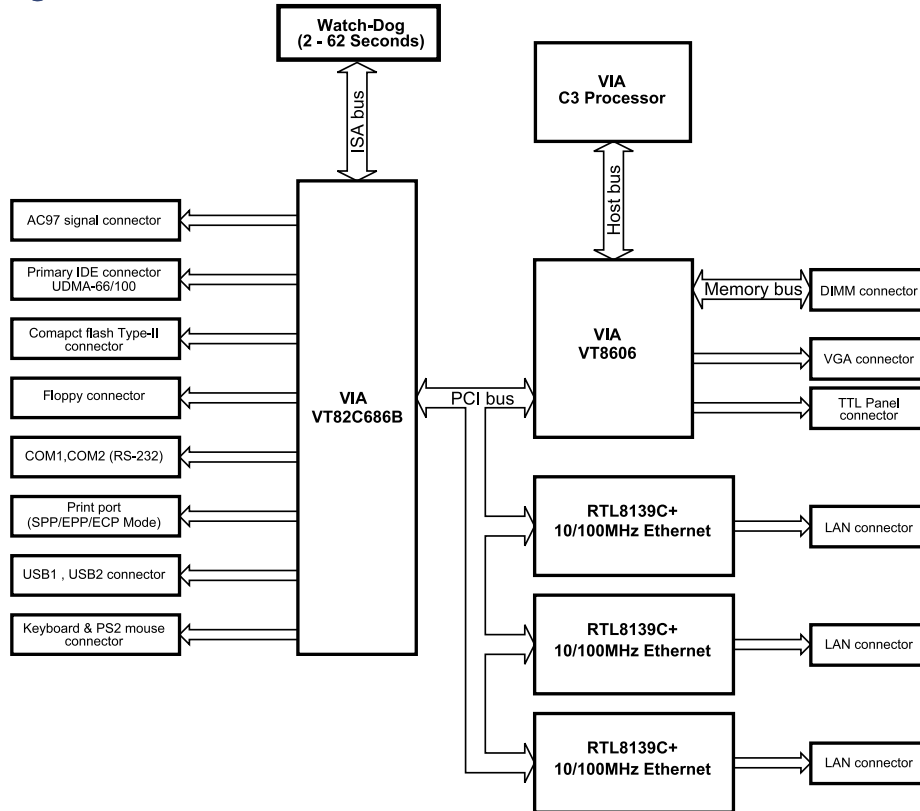 Watch-Dog
(2 - 62 Seconds)
VIA
C3 Processor
ISA bus
Host bus
AC97 signal connector
Primary IDE connector
UDMA-66/100
Comapct flash Type-II
connector
Floppy connector
COM1,COM2 (RS-232)
Print port
(SPP/EPP/ECP Mode)
USB1 , USB2 connector
Keyboard & PS2 mouse
connector
VIA
VT82C686B
PCI bus
VIA
VT8606
Memory bus
DIMM connector
VGA connector
TTL Panel
connector
RTL8139C+
10/100MHz Ethernet
LAN connector
RTL8139C+
10/100MHz Ethernet
LAN connector
RTL8139C+
10/100MHz Ethernet
LAN connector